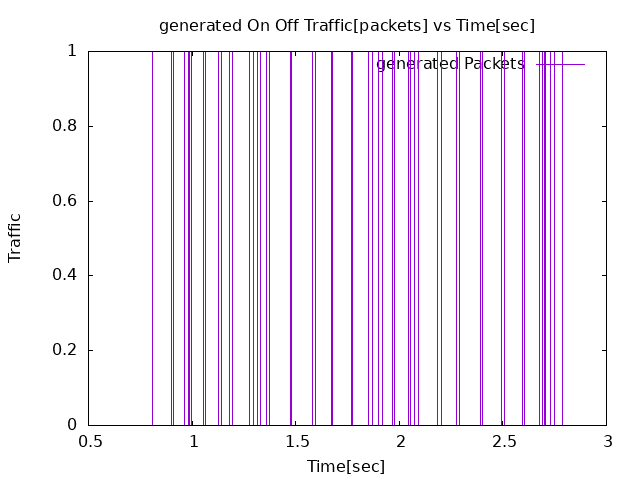 generated On Off Traffic[packets] vs Time[sec]
generated Packets
1
0.8
0.6
0.4
0.2
0
Traffic
0.5 1 1.5 2 2.5 3
Time[sec]